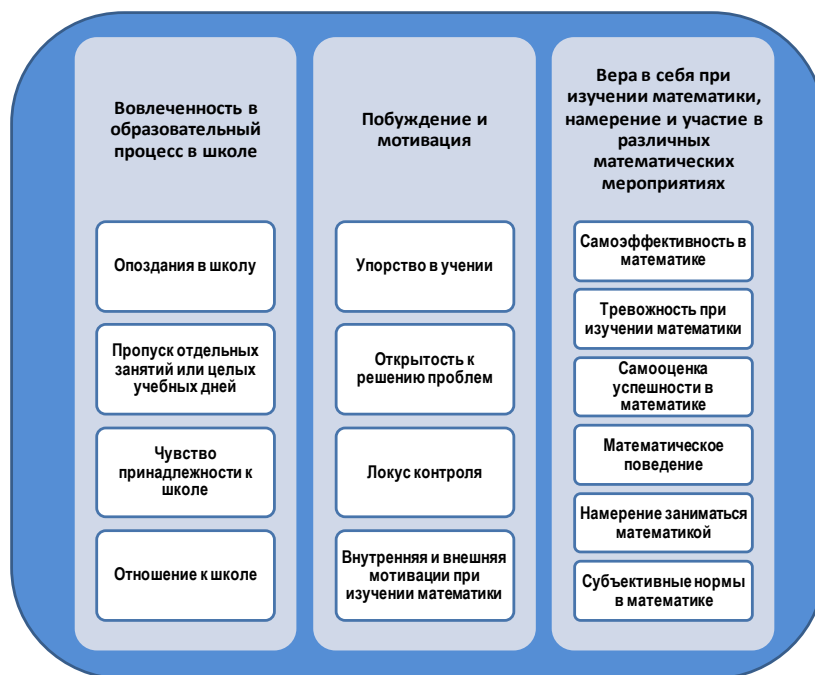 Вовлеченность в
образовательный
процесс в школе
Опоздания в школу
Пропуск отдельных
занятий или целых
учебных дней
Чувство
принадлежности к
школе
Отношение к школе
Побуждение и
мотивация
Упорство в учении
Открытость к
решению проблем
Локус контроля
Внутренняя и внешняя
мотивации при
изучении математики
Вера в себя при
изучении математики,
намерение и участие в
различных
математических
мероприятиях
Самоэффективность в
математике
Тревожность при
изучении математики
Самооценка
успешности в
математике
Математическое
поведение
Намерение заниматься
математикой
Субъективные нормы
в математике